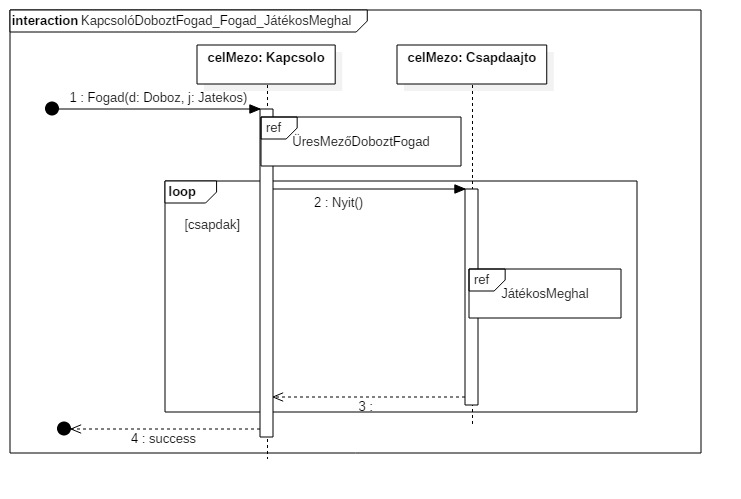 interaction KapcsolóDoboztFogad_Fogad_JátékosMeghal
celMezo: Kapcsolo
celMezo: Csapdaajto
1 : Fogad(d: Doboz, j: Jatekos)
ref
ÜresMezőDoboztFogad
loop
2 : Nyit()
[csapdak]
ref
JátékosMeghal
3 :
4 : success